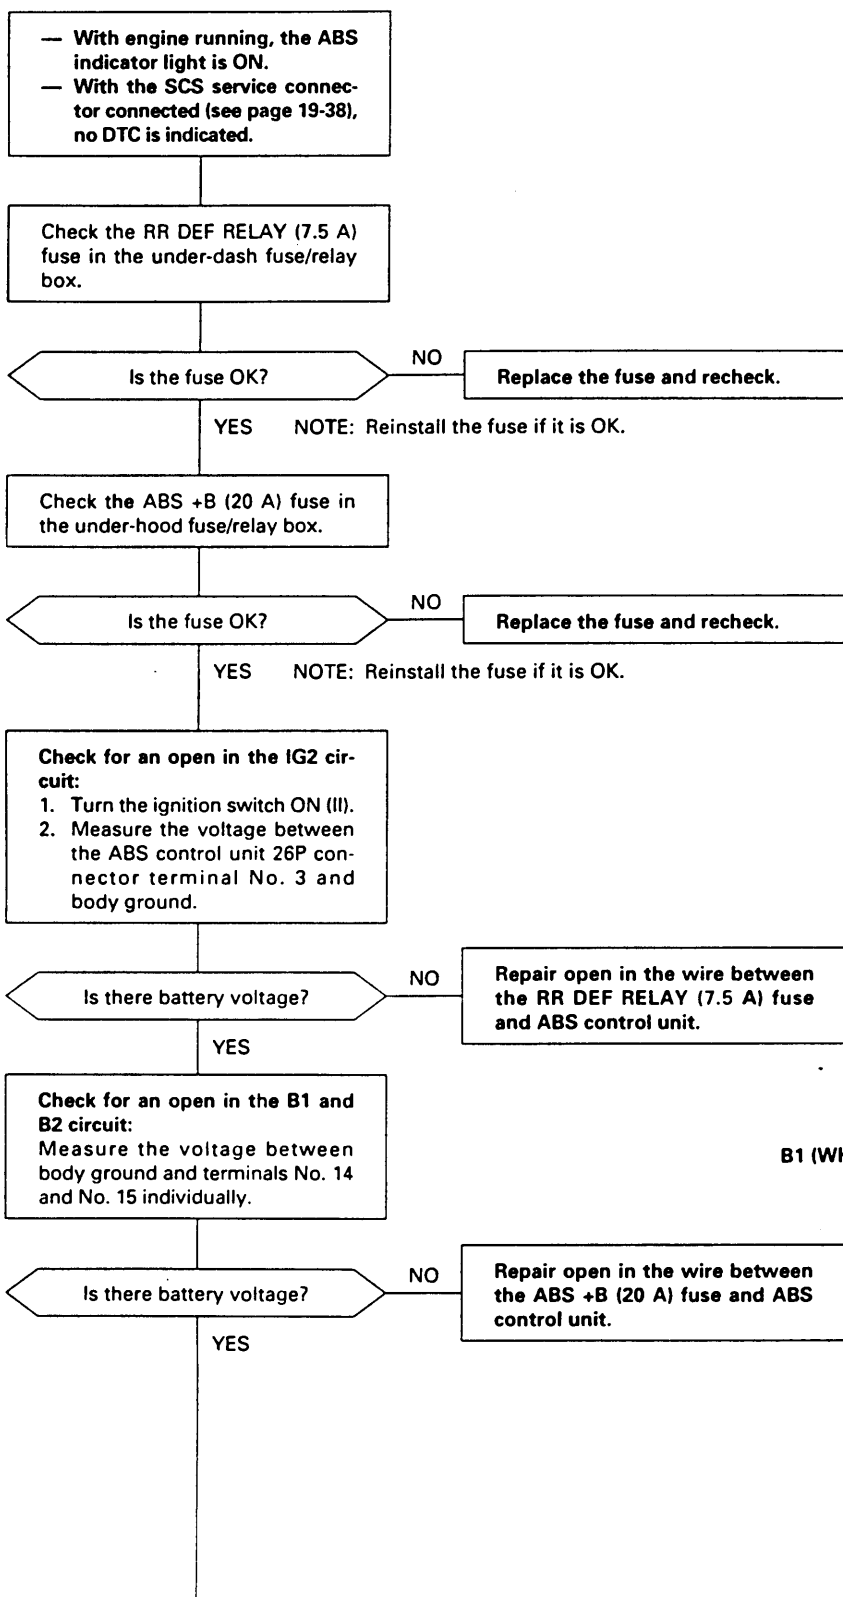 — With engine running, the ABS
indicator light is ON.
— With the SCS service connec-
tor connected (see page 19-38),
no DTC is indicated.
Check the RR DEF RELAY (7.5 A)
fuse in the under-dash fuse/relay
box.
Is the fuse OK?
NO
Replace the fuse and recheck.
YES
NOTE: Reinstall the fuse if it is OK.
Check the ABS +B (20 A) fuse in
the under-hood fuse/relay box.
Is the fuse OK?
NO
Replace the fuse and recheck.
YES
NOTE: Reinstall the fuse if it is OK.
Check for an open in the IG2 cir-
cuit:
1. Turn the ignition switch ON (II).
2. Measure the voltage between
the ABS control unit 26P con-
nector terminal No. 3 and
body ground.
Is there battery voltage?
NO
Repair open in the wire between
the RR DEF RELAY (7.5 A) fuse
and ABS control unit.
YES
Check for an open in the B1 and
B2 circuit:
Measure the voltage between
body ground and terminals No. 14
and No. 15 individually.
B1 (WH
Is there battery voltage?
NO
Repair open in the wire between
the ABS +B (20 A) fuse and ABS
control unit.
YES